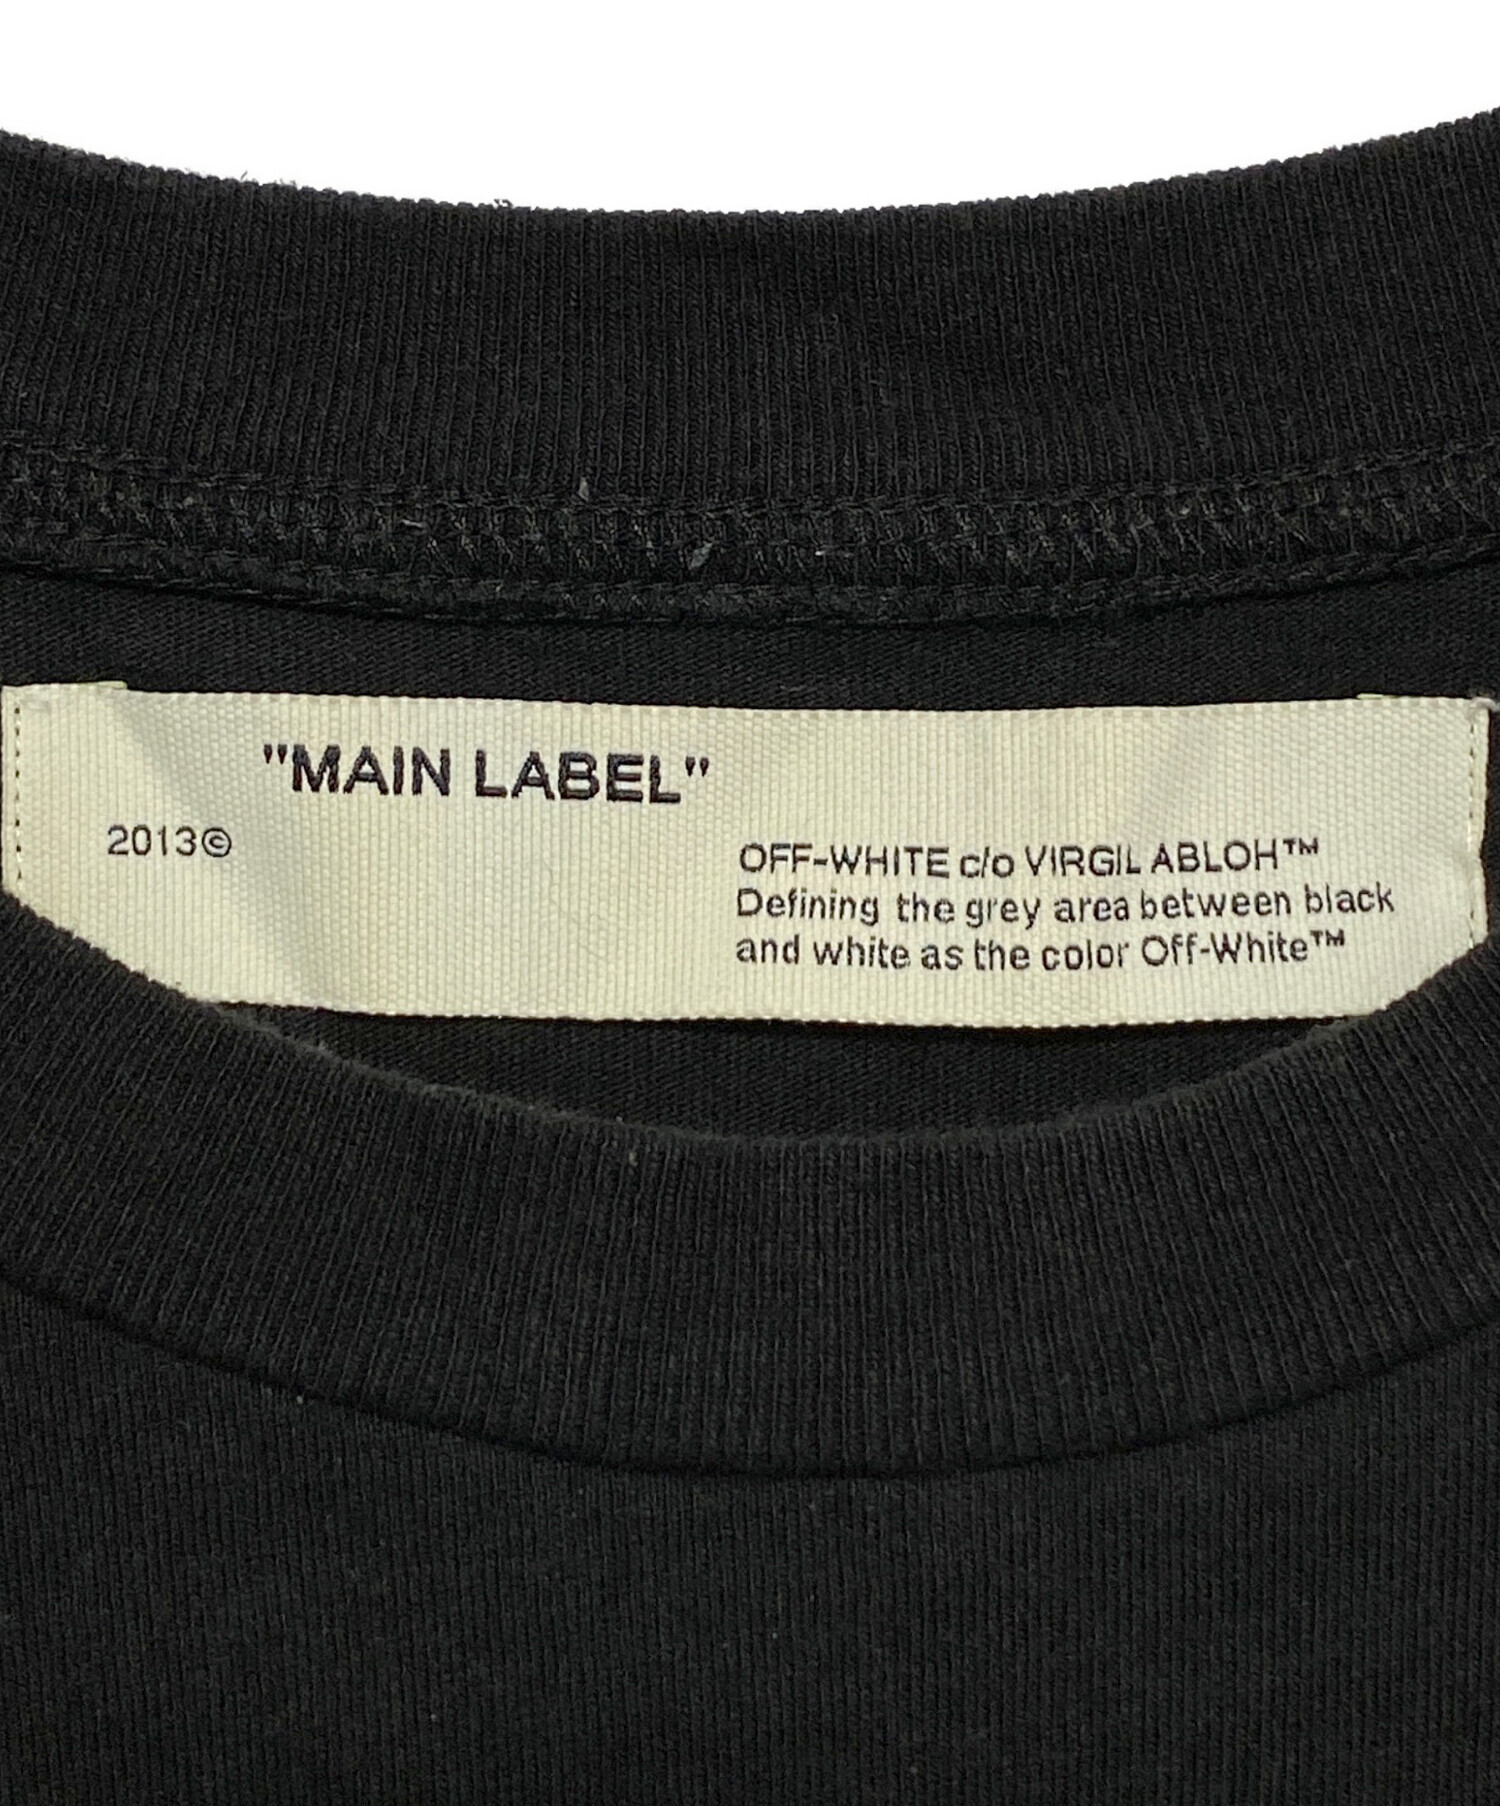 "MAIN LABEL"
2013©
OFF-WHITE c/o VIRGIL ABLOH™
Defining the grey area between black
and white as the color Off-White™